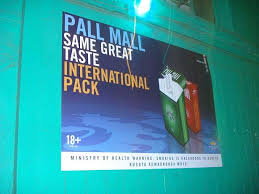 PALL MALL
SAME GREAT
TASTE
INTERNATIONAL
PACK
18+
MINISTRY OF HEALTH WARNING: SMOKING IS HAZARDOUS TO HEALTH